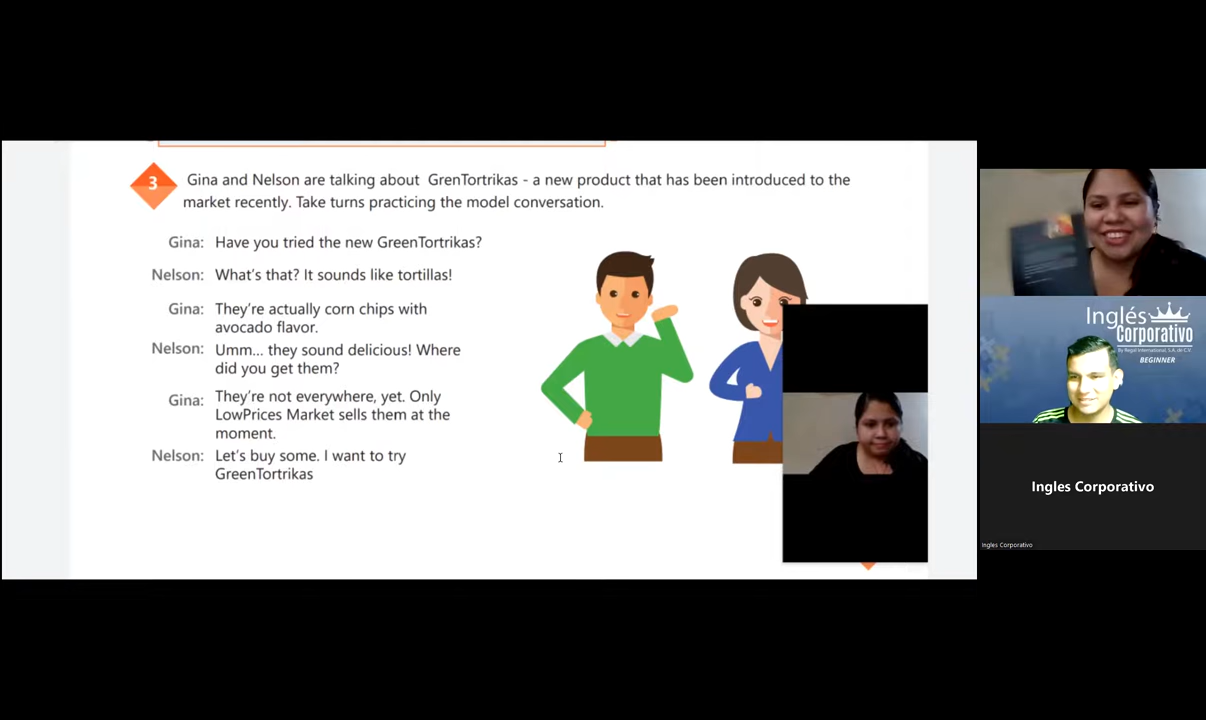 3
Gina and Nelson are talking about GrenTortrikas - a new product that has been introduced to the
market recently. Take turns practicing the model conversation.
Gina: Have you tried the new GreenTortrikas?
Nelson: What's that? It sounds like tortillas!
Gina: They're actually corn chips with
avocado flavor.
Nelson: Umm... they sound delicious! Where
did you get them?
Gina: They're not everywhere, yet. Only
LowPrices Market sells them at the
moment.
Nelson: Let's buy some. I want to try
GreenTortrikas
Inglés
Corporativo
By Regid International, S.A. de C.V.
BEGINNER
Ingles Corporativo
Ingles Corporativo